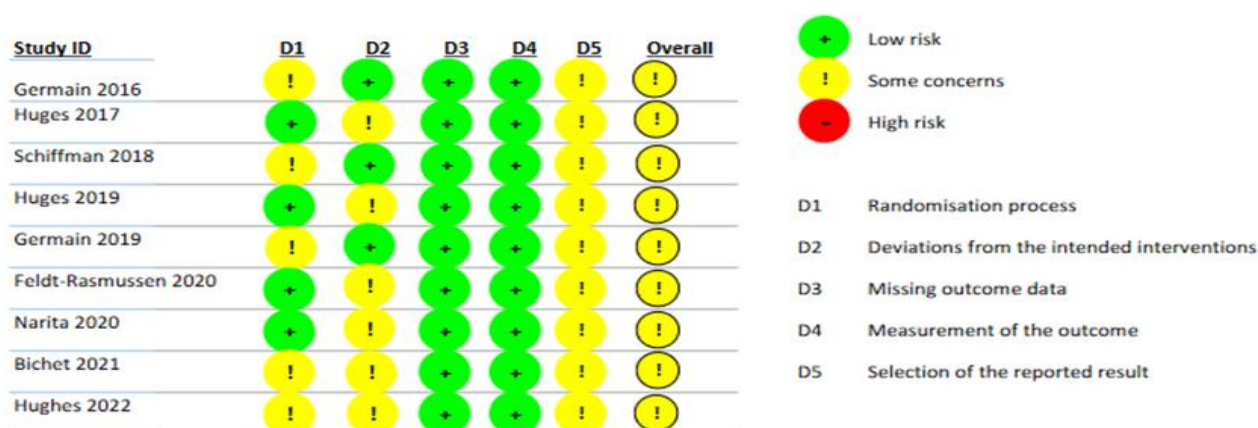 Study ID D1 D2 D3 D4 D5 Overall
Germain 2016 ! + + + ! !
Huges 2017 + ! + + ! !
Schiffman 2018 ! + + + ! !
Huges 2019 + ! + + ! !
Germain 2019 ! + + + ! !
Feldt-Rasmussen 2020 + ! + + ! !
Narita 2020 + ! + + ! !
Bichet 2021 ! ! + + ! !
Hughes 2022 ! ! + + ! !
+ Low risk
! Some concerns
- High risk
D1 Randomisation process
D2 Deviations from the intended interventions
D3 Missing outcome data
D4 Measurement of the outcome
D5 Selection of the reported result